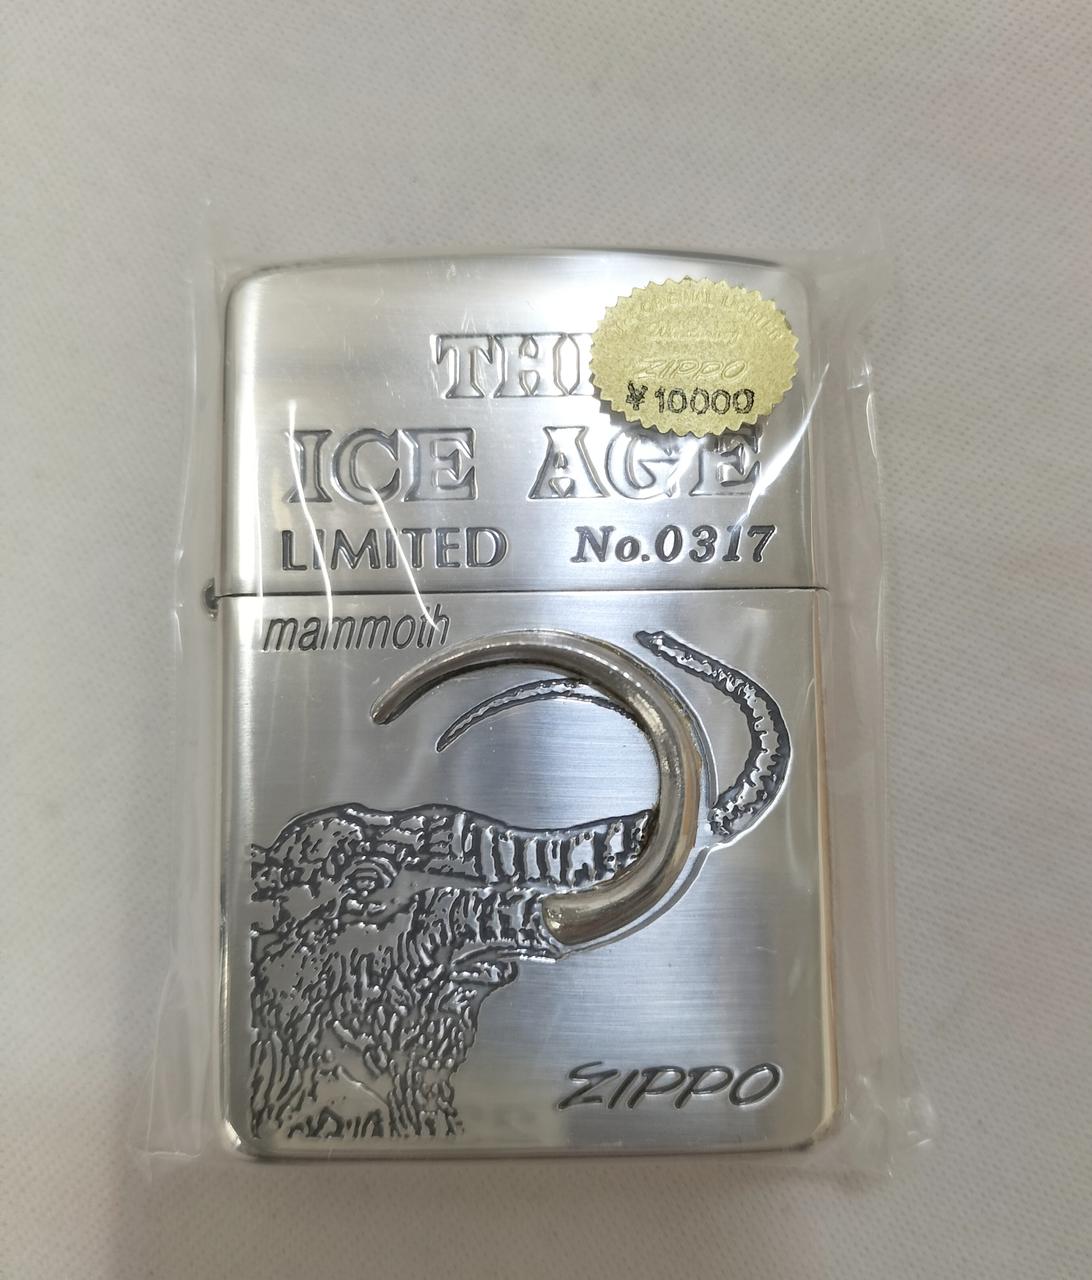 THE
ICE AGE
LIMITED No.0317
mammoth
ZIPPO
ZIPPO
¥10000